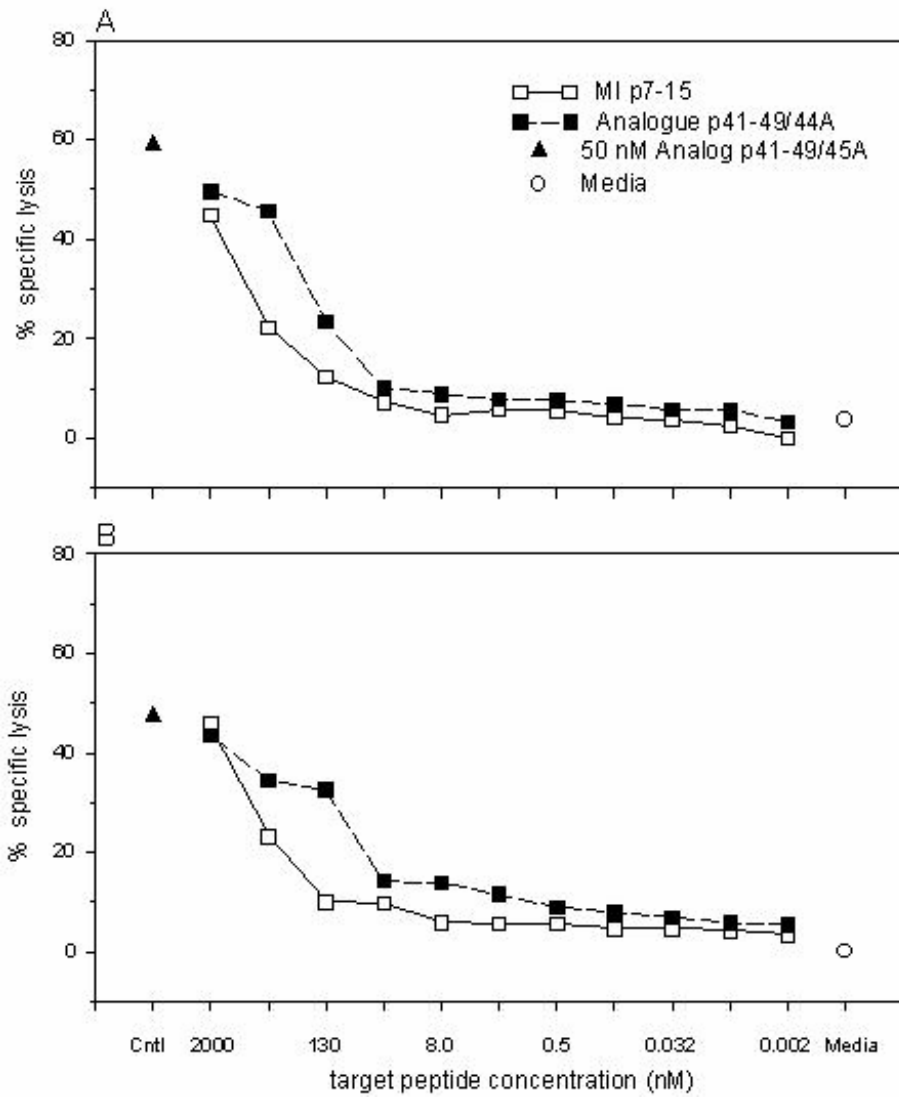 A
80
60
40
20
0
% specific lysis
MI p7-15
Analogue p41-49/44A
50 nM Analog p41-49/45A
Media
B
80
60
40
20
0
% specific lysis
Cntl 2000 130 8.0 0.5 0.032 0.002 Media
target peptide concentration (nM)